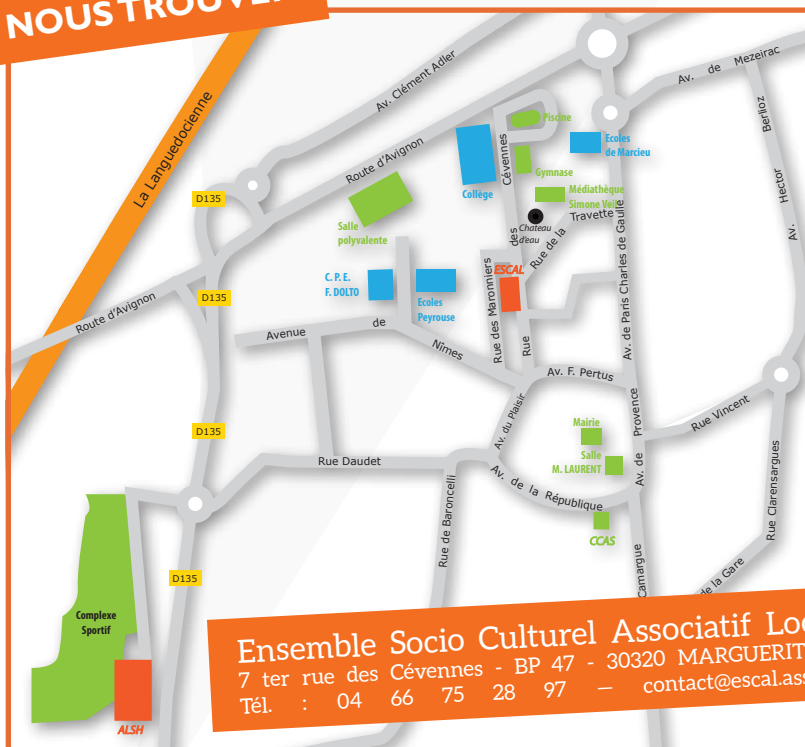 NOUS TROUVE
Av. Clément Adler
Av. de Mezeirac
La Languedocienne
Route d'Avignon
Piscine
Ecoles
de Marcieu
Berlioz
Hector
Av.
Cévennes
des
Rue
Collège
Gymnase
Médiathèque
Simone Veil
Travette
Rue de la
Chateau
d'eau
D135
Salle
polyvalente
Av. de Paris Charles de Gaulle
ESCAL
C. P. E.
F. DOLTO
Ecoles
Peyrouse
Rue des Maronniers
D135
Route d'Avignon
Avenue de Nîmes
Av. F. Pertus
Av. du Plaisir
Av. de Provence
Rue Vincent
Mairie
Salle
M. LAURENT
D135
Rue Daudet
Av. de la République
Rue de Baroncelli
Rue Clarensargues
CCAS
Camargue
de la Gare
D135
Complexe
Sportif
ALSH
Ensemble Socio Culturel Associatif Loc
7 ter rue des Cévennes - BP 47 - 30320 MARGUERIT
Tél. : 04 66 75 28 97 – contact@escal.ass